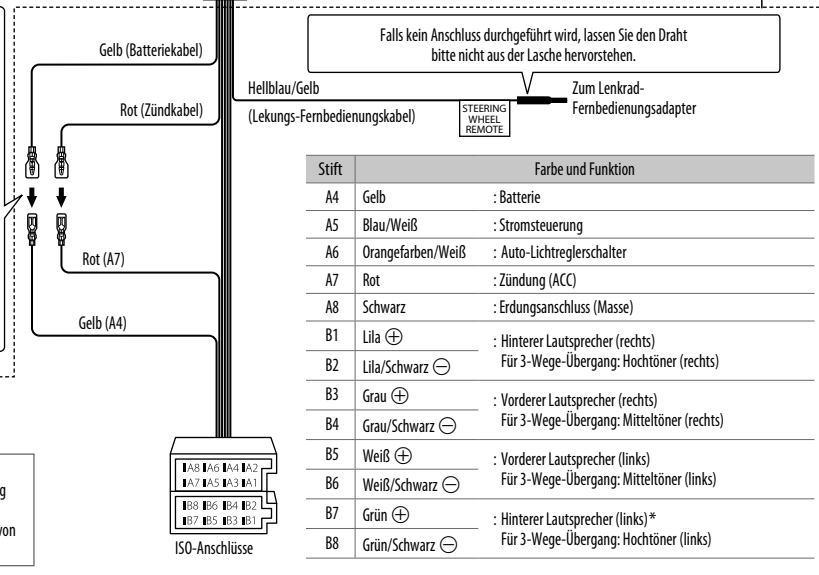 Falls kein Anschluss durchgeführt wird, lassen Sie den Draht
bitte nicht aus der Lasche hervorstehen.
Gelb (Batteriekabel)
Rot (Zündkabel)
Hellblau/Gelb
(Lekungs-Fernbedienungskabel)
STEERING
WHEEL
REMOTE
Zum Lenkrad-
Fernbedienungsadapter
Rot (A7)
Gelb (A4)
Stift Farbe und Funktion
A4 Gelb : Batterie
A5 Blau/Weiß : Stromsteuerung
A6 Orangefarben/Weiß : Auto-Lichtreglerschalter
A7 Rot : Zündung (ACC)
A8 Schwarz : Erdungsanschluss (Masse)
B1 Lila ⊕
B2 Lila/Schwarz ⊖
: Hinterer Lautsprecher (rechts)
Für 3-Wege-Übergang: Hochtöner (rechts)
B3 Grau ⊕
B4 Grau/Schwarz ⊖
: Vorderer Lautsprecher (rechts)
Für 3-Wege-Übergang: Mitteltöner (rechts)
B5 Weiß ⊕
B6 Weiß/Schwarz ⊖
: Vorderer Lautsprecher (links)
Für 3-Wege-Übergang: Mitteltöner (links)
B7 Grün ⊕
B8 Grün/Schwarz ⊖
: Hinterer Lautsprecher (links) *
Für 3-Wege-Übergang: Hochtöner (links)
A8 A6 A4 A2
A7 A5 A3 A1
B8 B6 B4 B2
B7 B5 B3 B1
ISO-Anschlüsse
g
von